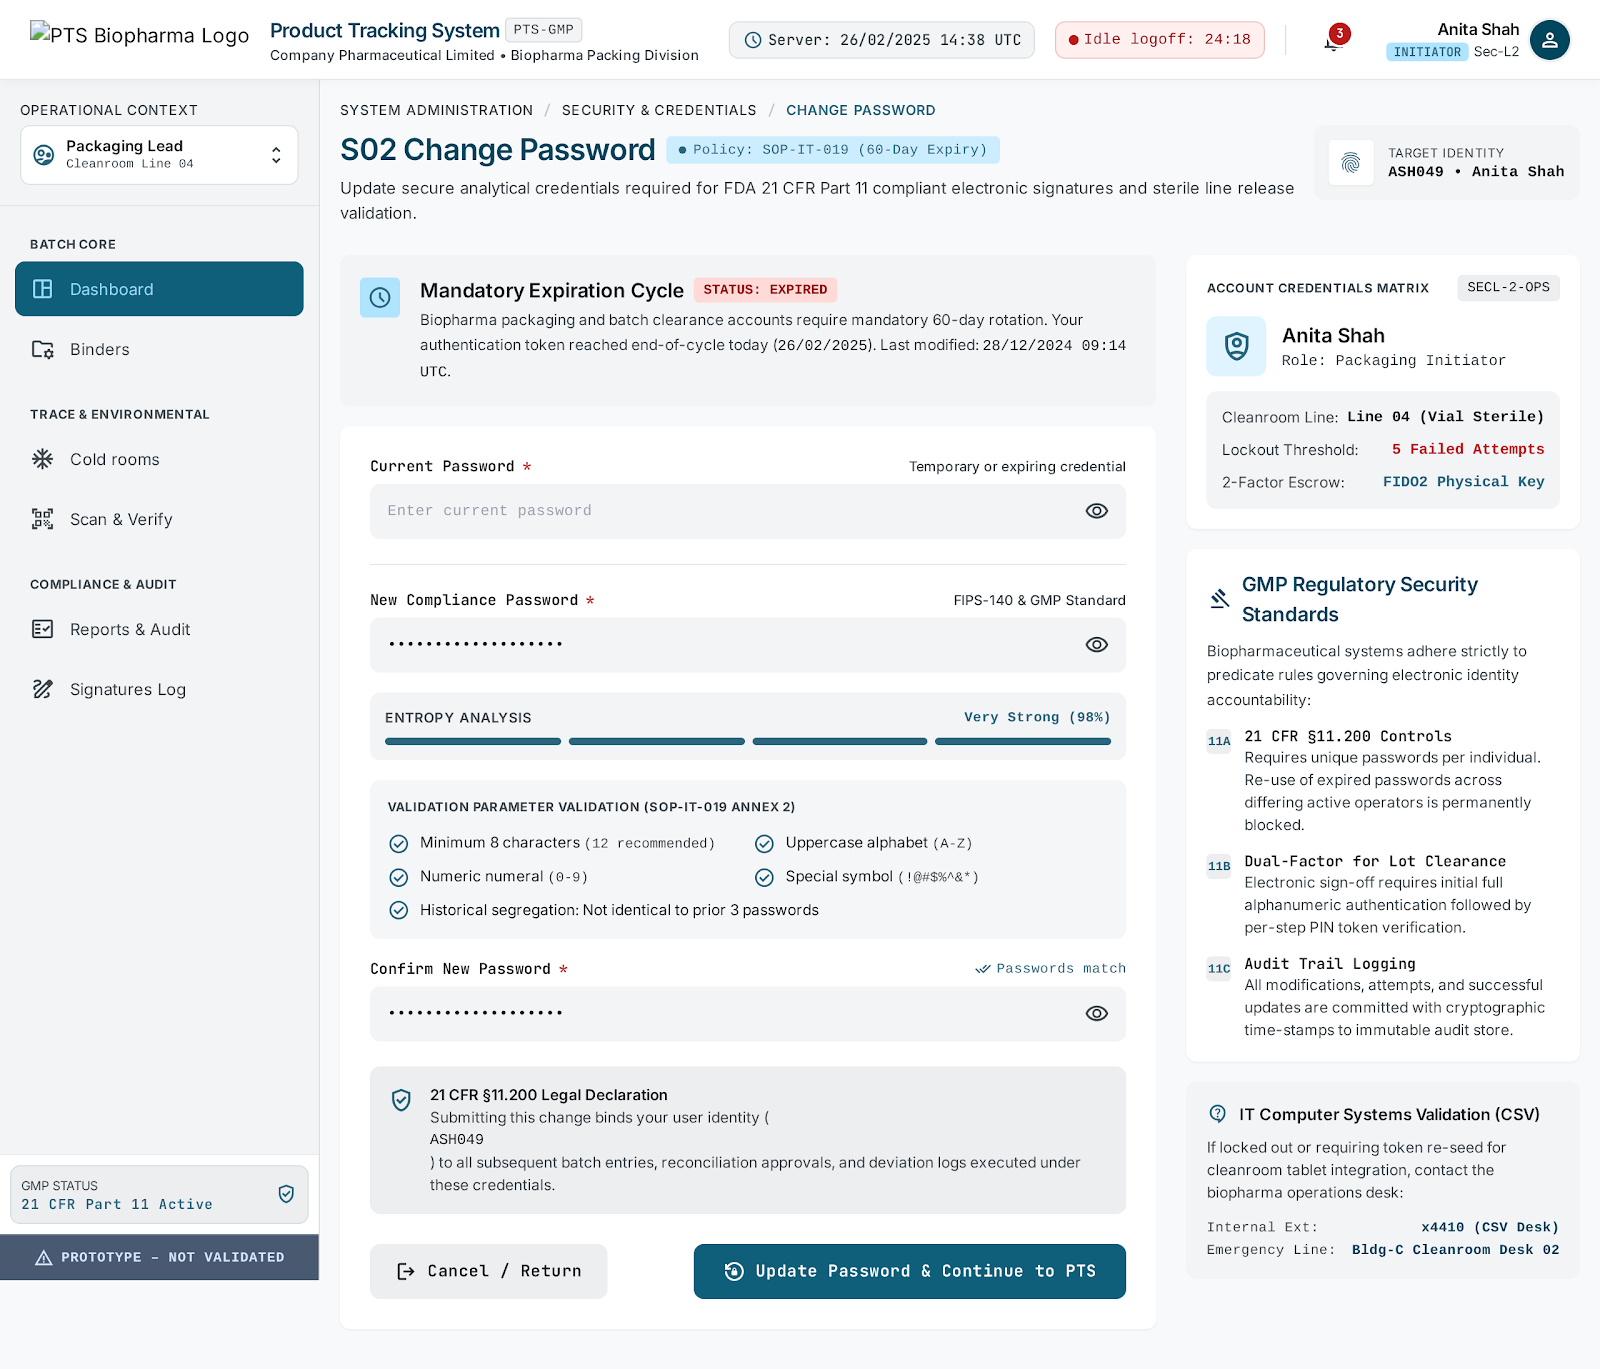 PTS Biopharma Logo
Product Tracking System PTS-GMP
Company Pharmaceutical Limited • Biopharma Packing Division
Server: 26/02/2025 14:38 UTC
Idle logoff: 24:18
3
Anita Shah
INITIATOR Sec-L2
OPERATIONAL CONTEXT
Packaging Lead
Cleanroom Line 04
BATCH CORE
Dashboard
Binders
TRACE & ENVIRONMENTAL
Cold rooms
Scan & Verify
COMPLIANCE & AUDIT
Reports & Audit
Signatures Log
GMP STATUS
21 CFR Part 11 Active
PROTOTYPE – NOT VALIDATED
SYSTEM ADMINISTRATION / SECURITY & CREDENTIALS / CHANGE PASSWORD
S02 Change Password
Policy: SOP-IT-019 (60-Day Expiry)
Update secure analytical credentials required for FDA 21 CFR Part 11 compliant electronic signatures and sterile line release
validation.
TARGET IDENTITY
ASH049 • Anita Shah
Mandatory Expiration Cycle STATUS: EXPIRED
Biopharma packaging and batch clearance accounts require mandatory 60-day rotation. Your
authentication token reached end-of-cycle today (26/02/2025). Last modified: 28/12/2024 09:14
UTC.
Current Password *
Temporary or expiring credential
Enter current password
New Compliance Password *
FIPS-140 & GMP Standard
•••••••••••••••••••
ENTROPY ANALYSIS
Very Strong (98%)
VALIDATION PARAMETER VALIDATION (SOP-IT-019 ANNEX 2)
Minimum 8 characters (12 recommended)
Uppercase alphabet (A-Z)
Numeric numeral (0-9)
Special symbol (!@#$%^&*)
Historical segregation: Not identical to prior 3 passwords
Confirm New Password *
Passwords match
•••••••••••••••••••
21 CFR §11.200 Legal Declaration
Submitting this change binds your user identity (
ASH049
) to all subsequent batch entries, reconciliation approvals, and deviation logs executed under
these credentials.
Cancel / Return
Update Password & Continue to PTS
ACCOUNT CREDENTIALS MATRIX
SECL-2-OPS
Anita Shah
Role: Packaging Initiator
Cleanroom Line: Line 04 (Vial Sterile)
Lockout Threshold: 5 Failed Attempts
2-Factor Escrow: FIDO2 Physical Key
GMP Regulatory Security
Standards
Biopharmaceutical systems adhere strictly to
predicate rules governing electronic identity
accountability:
11A 21 CFR §11.200 Controls
Requires unique passwords per individual.
Re-use of expired passwords across
differing active operators is permanently
blocked.
11B Dual-Factor for Lot Clearance
Electronic sign-off requires initial full
alphanumeric authentication followed by
per-step PIN token verification.
11C Audit Trail Logging
All modifications, attempts, and successful
updates are committed with cryptographic
time-stamps to immutable audit store.
IT Computer Systems Validation (CSV)
If locked out or requiring token re-seed for
cleanroom tablet integration, contact the
biopharma operations desk:
Internal Ext: x4410 (CSV Desk)
Emergency Line: Bldg-C Cleanroom Desk 02